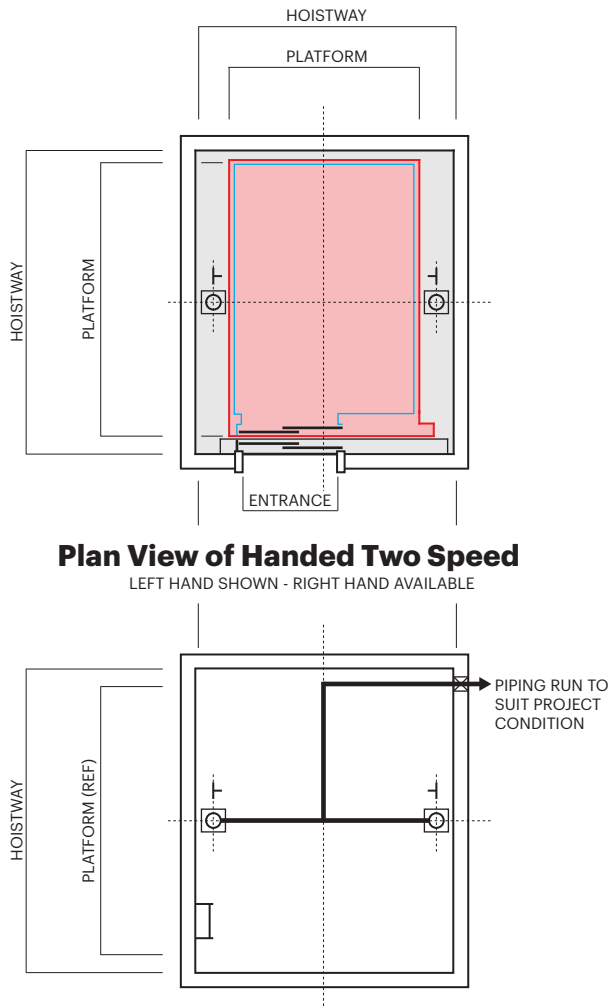 HOISTWAY
PLATFORM
HOISTWAY
PLATFORM
ENTRANCE
Plan View of Handed Two Speed
LEFT HAND SHOWN - RIGHT HAND AVAILABLE
PIPING RUN TO
SUIT PROJECT
CONDITION
HOISTWAY
PLATFORM (REF)